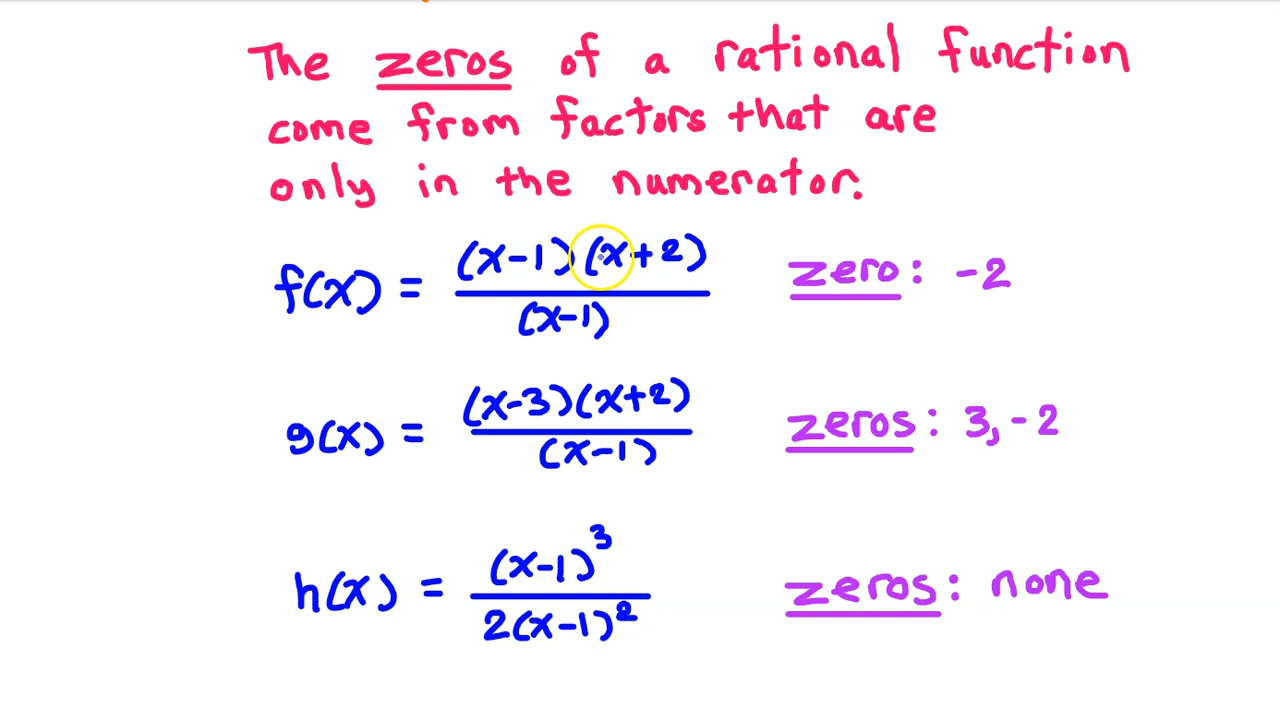 The zeros of a rational function
come from factors that are
only in the numerator.
f(x) = (x-1)(x+2) / (x-1) zero: -2
g(x) = (x-3)(x+2) / (x-1) zeros: 3, -2
h(x) = (x-1)³ / 2(x-1)² zeros: none